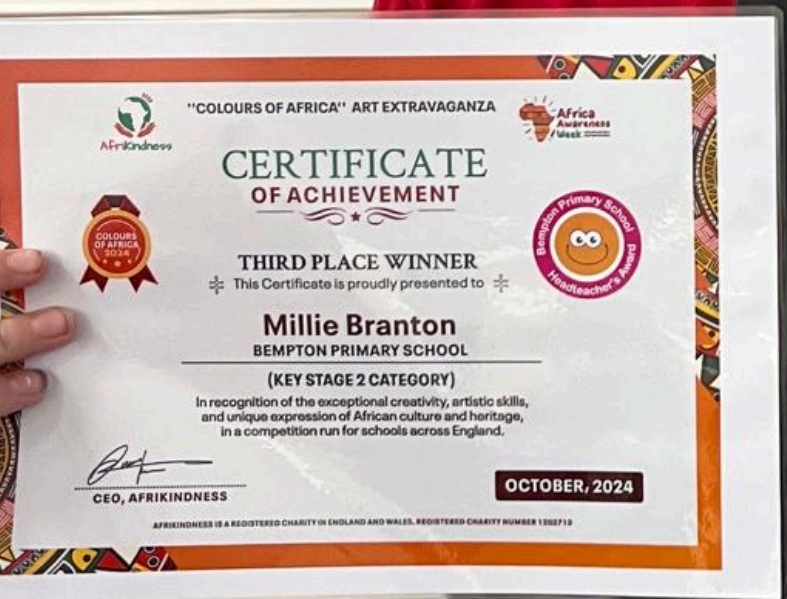 "COLOURS OF AFRICA" ART EXTRAVAGANZA
AfriKindness
Africa
Awareness
Week
CERTIFICATE
OF ACHIEVEMENT
COLOURS
OF AFRICA
2024
Bempton Primary School
Headteacher's Award
THIRD PLACE WINNER
This Certificate is proudly presented to
Millie Branton
BEMPTON PRIMARY SCHOOL
(KEY STAGE 2 CATEGORY)
In recognition of the exceptional creativity, artistic skills,
and unique expression of African culture and heritage,
in a competition run for schools across England.
CEO, AFRIKINDNESS
OCTOBER, 2024
AFRIKINDNESS IS A REGISTERED CHARITY IN ENGLAND AND WALES. REGISTERED CHARITY NUMBER